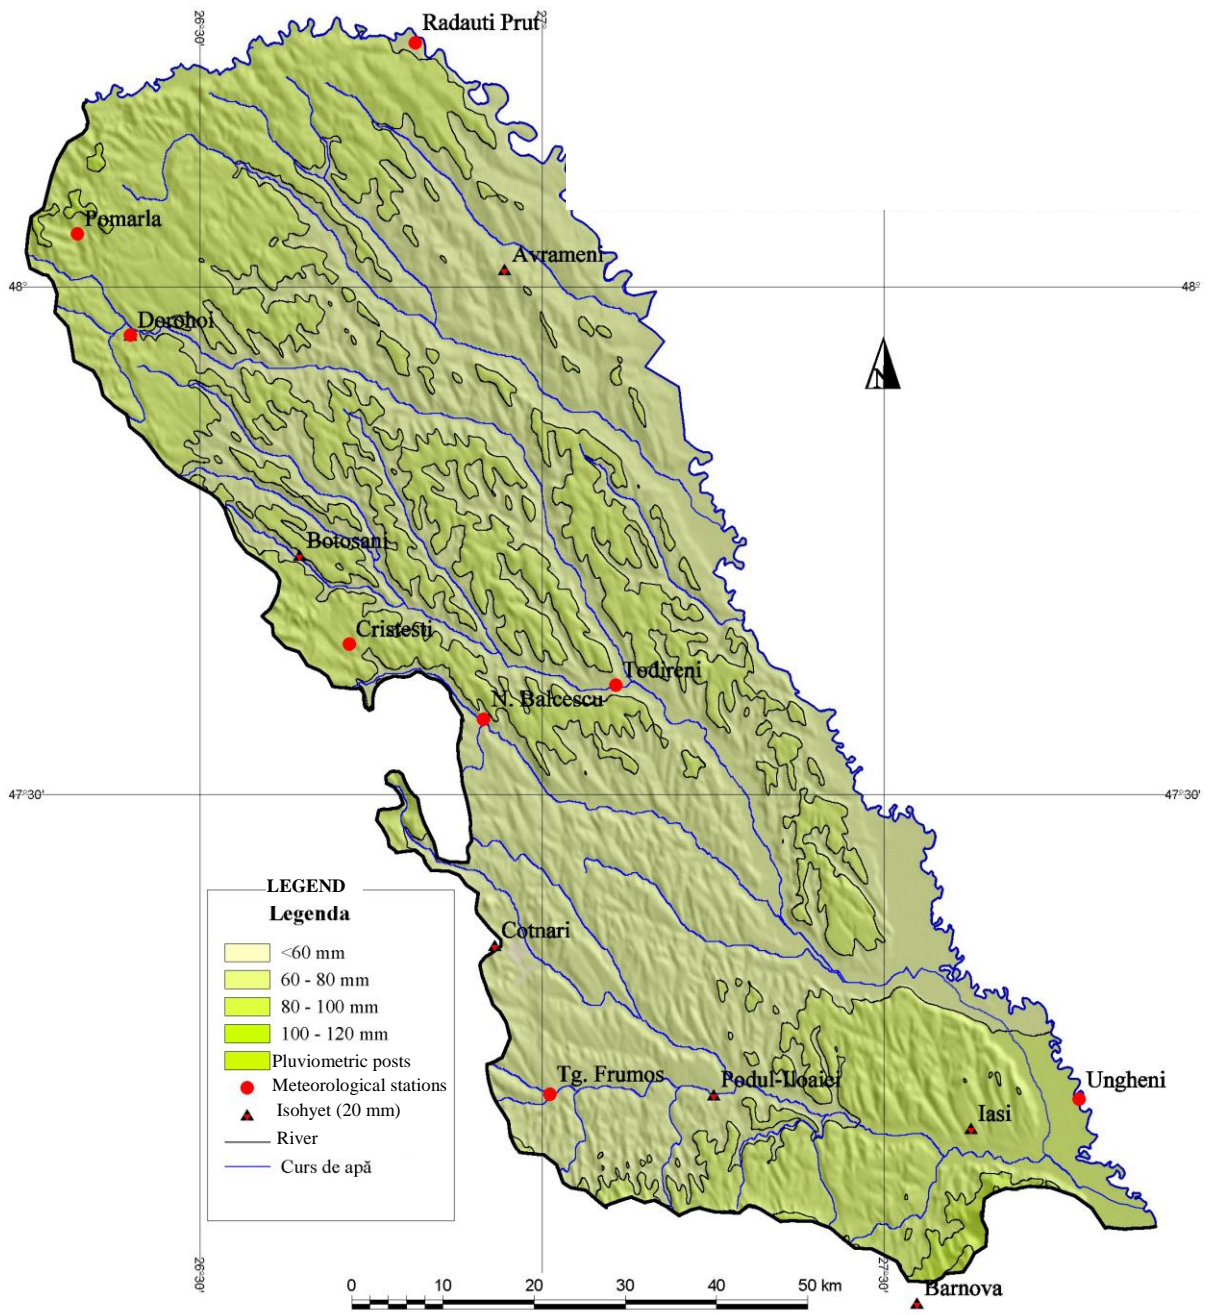 26°30'
27°
Radauti Prut
Pomarla
Avrameni
48°
48°
Dorohoi
N
Botosani
Cristesti
Todireni
N. Balcescu
47°30'
47°30'
LEGEND
Legenda
<60 mm
60 - 80 mm
80 - 100 mm
100 - 120 mm
Pluviometric posts
Meteorological stations
Isohyet (20 mm)
River
Curs de apă
Cotnari
Tg. Frumos
Podul-Iloaiei
Ungheni
Iasi
26°30'
27°30'
Barnova
0 10 20 30 40 50 km